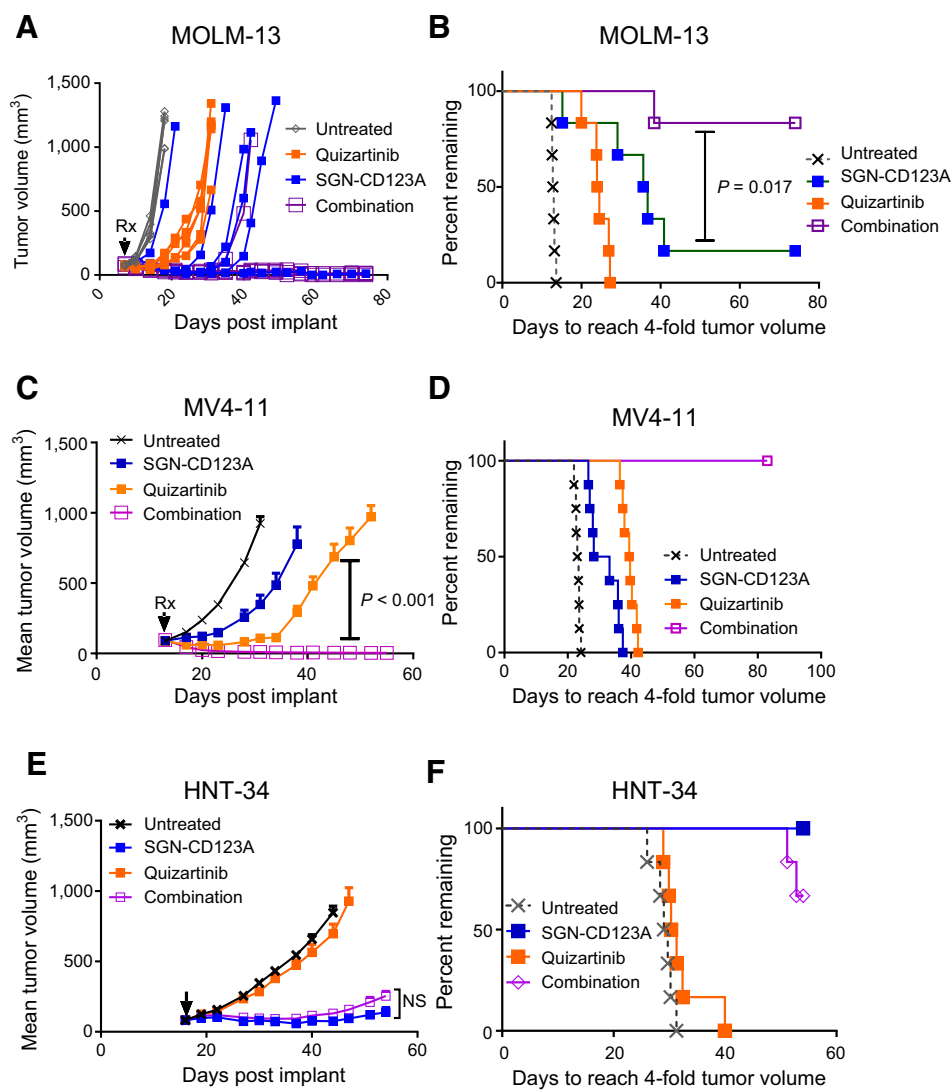 A
MOLM-13
Tumor volume (mm³)
1,500
1,000
500
0
Rx
Untreated
Quizartinib
SGN-CD123A
Combination
0
20
40
60
80
Days post implant
B
MOLM-13
Percent remaining
100
50
0
P = 0.017
Untreated
SGN-CD123A
Quizartinib
Combination
0
20
40
60
80
Days to reach 4-fold tumor volume
C
MV4-11
Mean tumor volume (mm³)
1,500
1,000
500
0
Untreated
SGN-CD123A
Quizartinib
Combination
Rx
P < 0.001
0
20
40
60
Days post implant
D
MV4-11
Percent remaining
100
50
0
Untreated
SGN-CD123A
Quizartinib
Combination
0
20
40
60
80
100
Days to reach 4-fold tumor volume
E
HNT-34
Mean tumor volume (mm³)
1,500
1,000
500
0
Untreated
SGN-CD123A
Quizartinib
Combination
NS
0
20
40
60
Days post implant
F
HNT-34
Percent remaining
100
50
0
Untreated
SGN-CD123A
Quizartinib
Combination
0
20
40
60
Days to reach 4-fold tumor volume